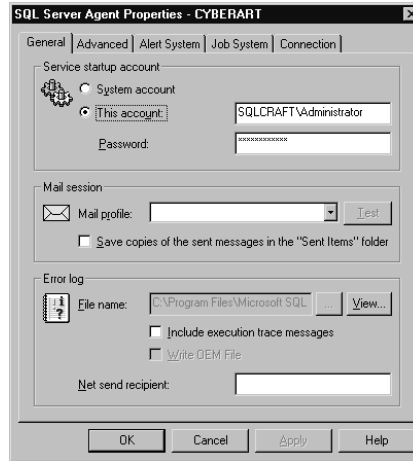 SQL Server Agent Properties - CYBERART
General Advanced Alert System Job System Connection
Service startup account
System account
This account: SQLCRAFT\Administrator
Password: ************
Mail session
Mail profile: Test
Save copies of the sent messages in the "Sent Items" folder
Error log
File name: C:\Program Files\Microsoft SQL ... View...
Include execution trace messages
Write OEM File
Net send recipient:
OK Cancel Apply Help